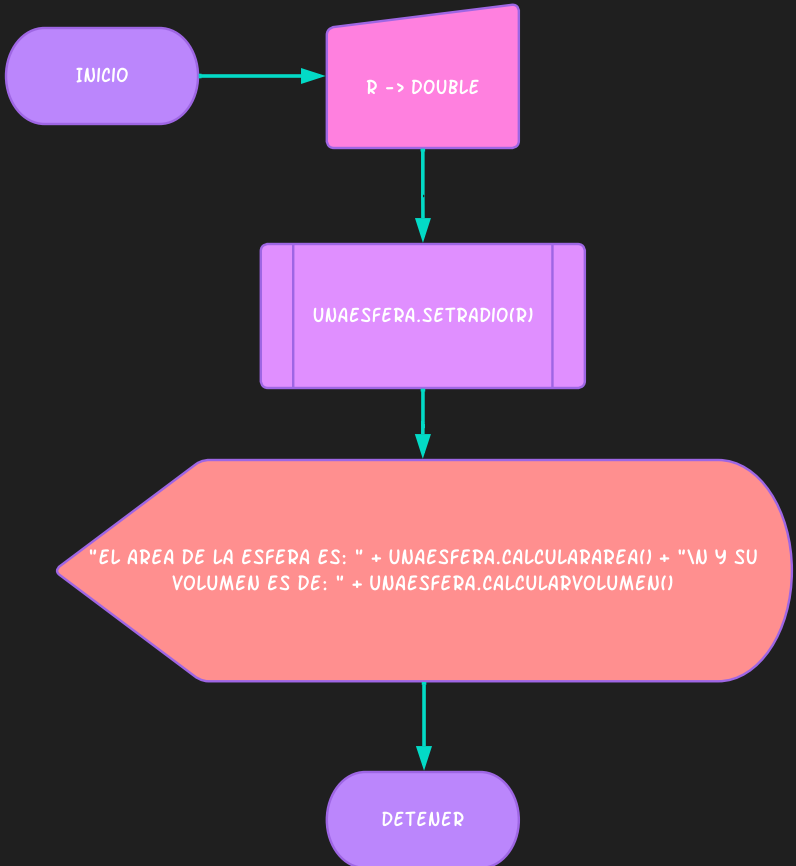 INICIO
R -> DOUBLE
UNAESFERA.SETRADIO(R)
"EL AREA DE LA ESFERA ES: " + UNAESFERA.CALCULARAREA() + "\N Y SU
VOLUMEN ES DE: " + UNAESFERA.CALCULARVOLUMEN()
DETENER